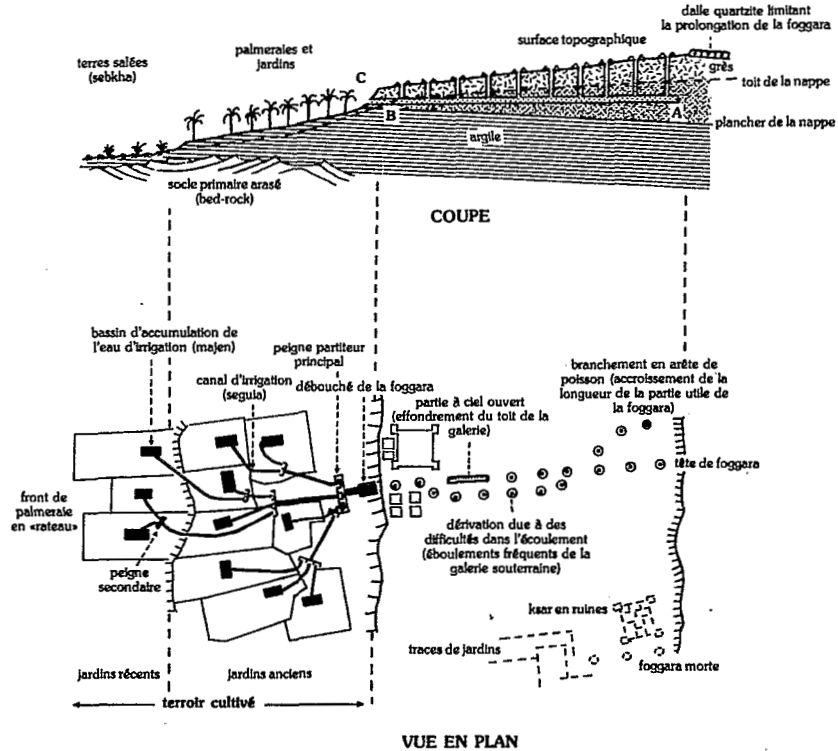 dalle quartzite limitant
la prolongation de la foggara
surface topographique
palmeraies et
jardins
terres salées
(sebkha)
C
grès
toit de la nappe
B
A
plancher de la nappe
argile
socle primaire arasé
(bed-rock)
COUPE
bassin d'accumulation de
l'eau d'irrigation (majen)
peigne partiteur
principal
canal d'irrigation
(seguia)
débouché de la foggara
partie à ciel ouvert
(effondrement du toit de la
galerie)
branchement en arête de
poisson (accroissement de la
longueur de la partie utile de
la foggara)
tête de foggara
front de
palmeraie
en «rateau»
peigne
secondaire
dérivation due à des
difficultés dans l'écoulement
(éboulements fréquents de la
galerie souterraine)
ksar en ruines
traces de jardins
foggara morte
jardins récents
jardins anciens
terroir cultivé
VUE EN PLAN